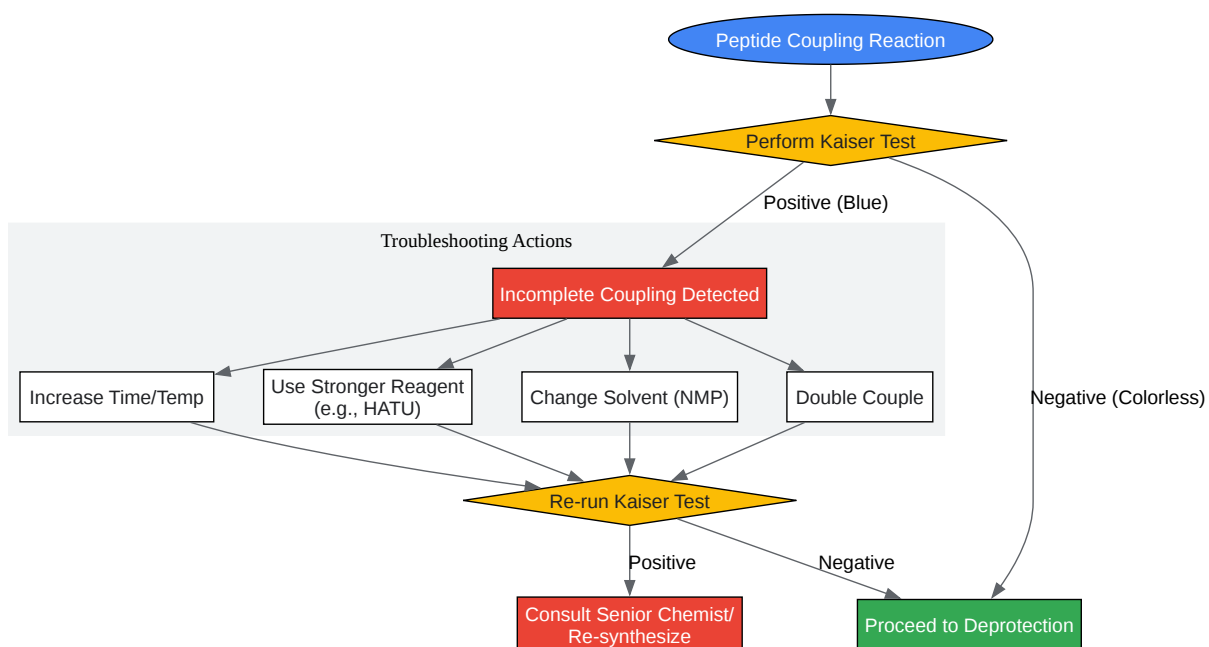 Peptide Coupling Reaction
Perform Kaiser Test
Positive (Blue)
Troubleshooting Actions
Incomplete Coupling Detected
Increase Time/Temp
Use Stronger Reagent
(e.g., HATU)
Change Solvent (NMP)
Double Couple
Negative (Colorless)
Re-run Kaiser Test
Positive
Negative
Consult Senior Chemist/
Re-synthesize
Proceed to Deprotection